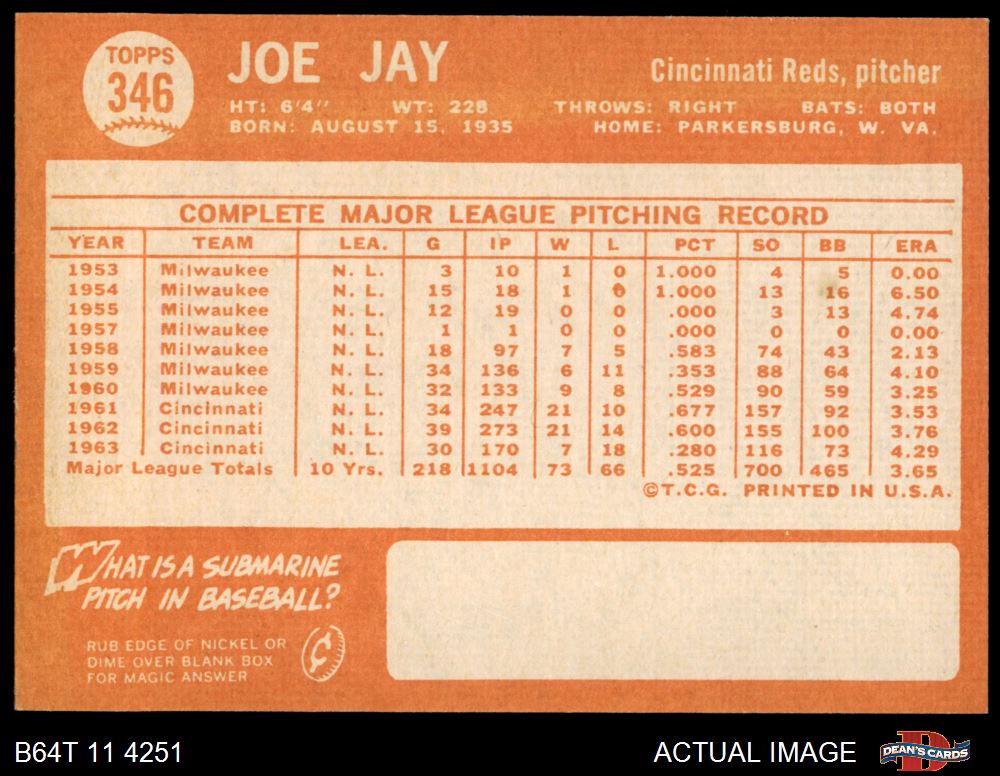 TOPPS
346
JOE JAY
Cincinnati Reds, pitcher
HT: 6'4" WT: 228 THROWS: RIGHT BATS: BOTH
BORN: AUGUST 15, 1935 HOME: PARKERSBURG, W. VA.
COMPLETE MAJOR LEAGUE PITCHING RECORD
YEAR TEAM LEA. G IP W L PCT SO BB ERA
1953 Milwaukee N. L. 3 10 1 0 1.000 4 5 0.00
1954 Milwaukee N. L. 15 18 1 0 1.000 13 16 6.50
1955 Milwaukee N. L. 12 19 0 0 .000 3 13 4.74
1957 Milwaukee N. L. 1 1 0 0 .000 0 0 0.00
1958 Milwaukee N. L. 18 97 7 5 .583 74 43 2.13
1959 Milwaukee N. L. 34 136 6 11 .353 88 64 4.10
1960 Milwaukee N. L. 32 133 9 8 .529 90 59 3.25
1961 Cincinnati N. L. 34 247 21 10 .677 157 92 3.53
1962 Cincinnati N. L. 39 273 21 14 .600 155 100 3.76
1963 Cincinnati N. L. 30 170 7 18 .280 116 73 4.29
Major League Totals 10 Yrs. 218 1104 73 66 .525 700 465 3.65
©T.C.G. PRINTED IN U.S.A.
WHAT IS A SUBMARINE
PITCH IN BASEBALL?
RUB EDGE OF NICKEL OR
DIME OVER BLANK BOX
FOR MAGIC ANSWER
¢
B64T 11 4251
ACTUAL IMAGE
D
DEAN'S CARDS